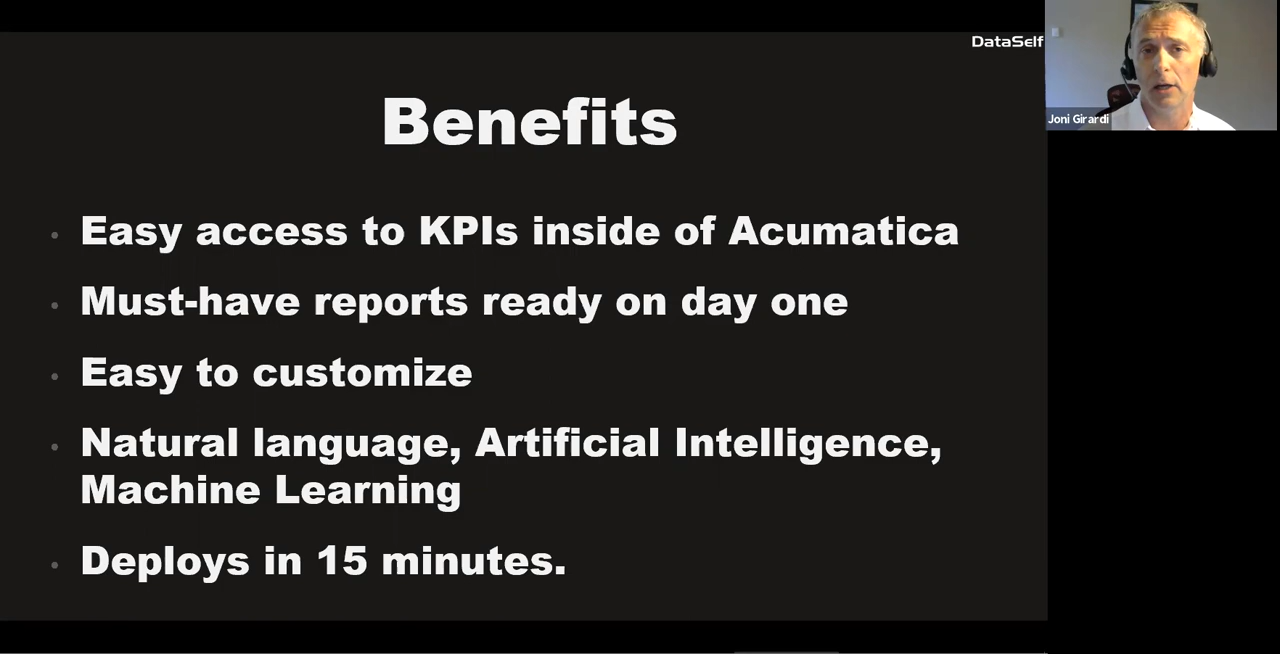 DataSelf
Joni Girardi
Benefits
Easy access to KPIs inside of Acumatica
Must-have reports ready on day one
Easy to customize
Natural language, Artificial Intelligence,
Machine Learning
Deploys in 15 minutes.